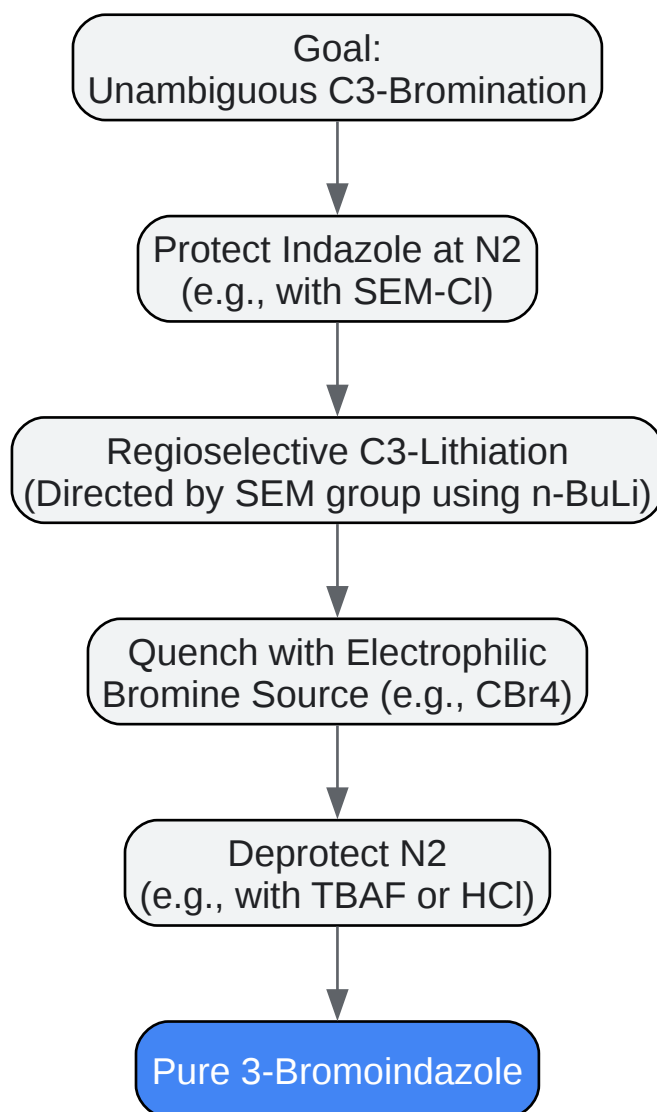 Goal:
Unambiguous C3-Bromination
Protect Indazole at N2
(e.g., with SEM-Cl)
Regioselective C3-Lithiation
(Directed by SEM group using n-BuLi)
Quench with Electrophilic
Bromine Source (e.g., CBr4)
Deprotect N2
(e.g., with TBAF or HCl)
Pure 3-Bromoindazole